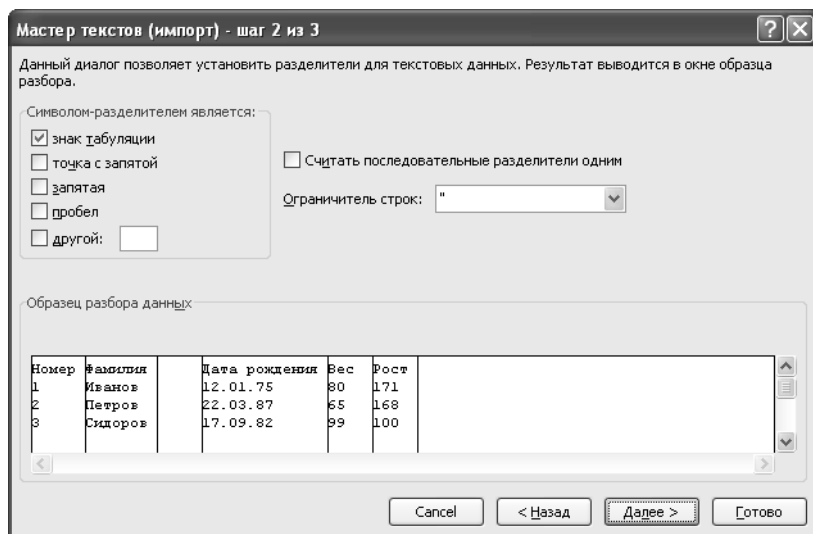 Мастер текстов (импорт) - шаг 2 из 3
Данный диалог позволяет установить разделители для текстовых данных. Результат выводится в окне образца
разбора.
Символом-разделителем является:
знак табуляции
точка с запятой
запятая
пробел
другой:
Считать последовательные разделители одним
Ограничитель строк: "
Образец разбора данных
Номер Фамилия Дата рождения Вес Рост
1 Иванов 12.01.75 80 171
2 Петров 22.03.87 65 168
3 Сидоров 17.09.82 99 100
Cancel < Назад Далее > Готово